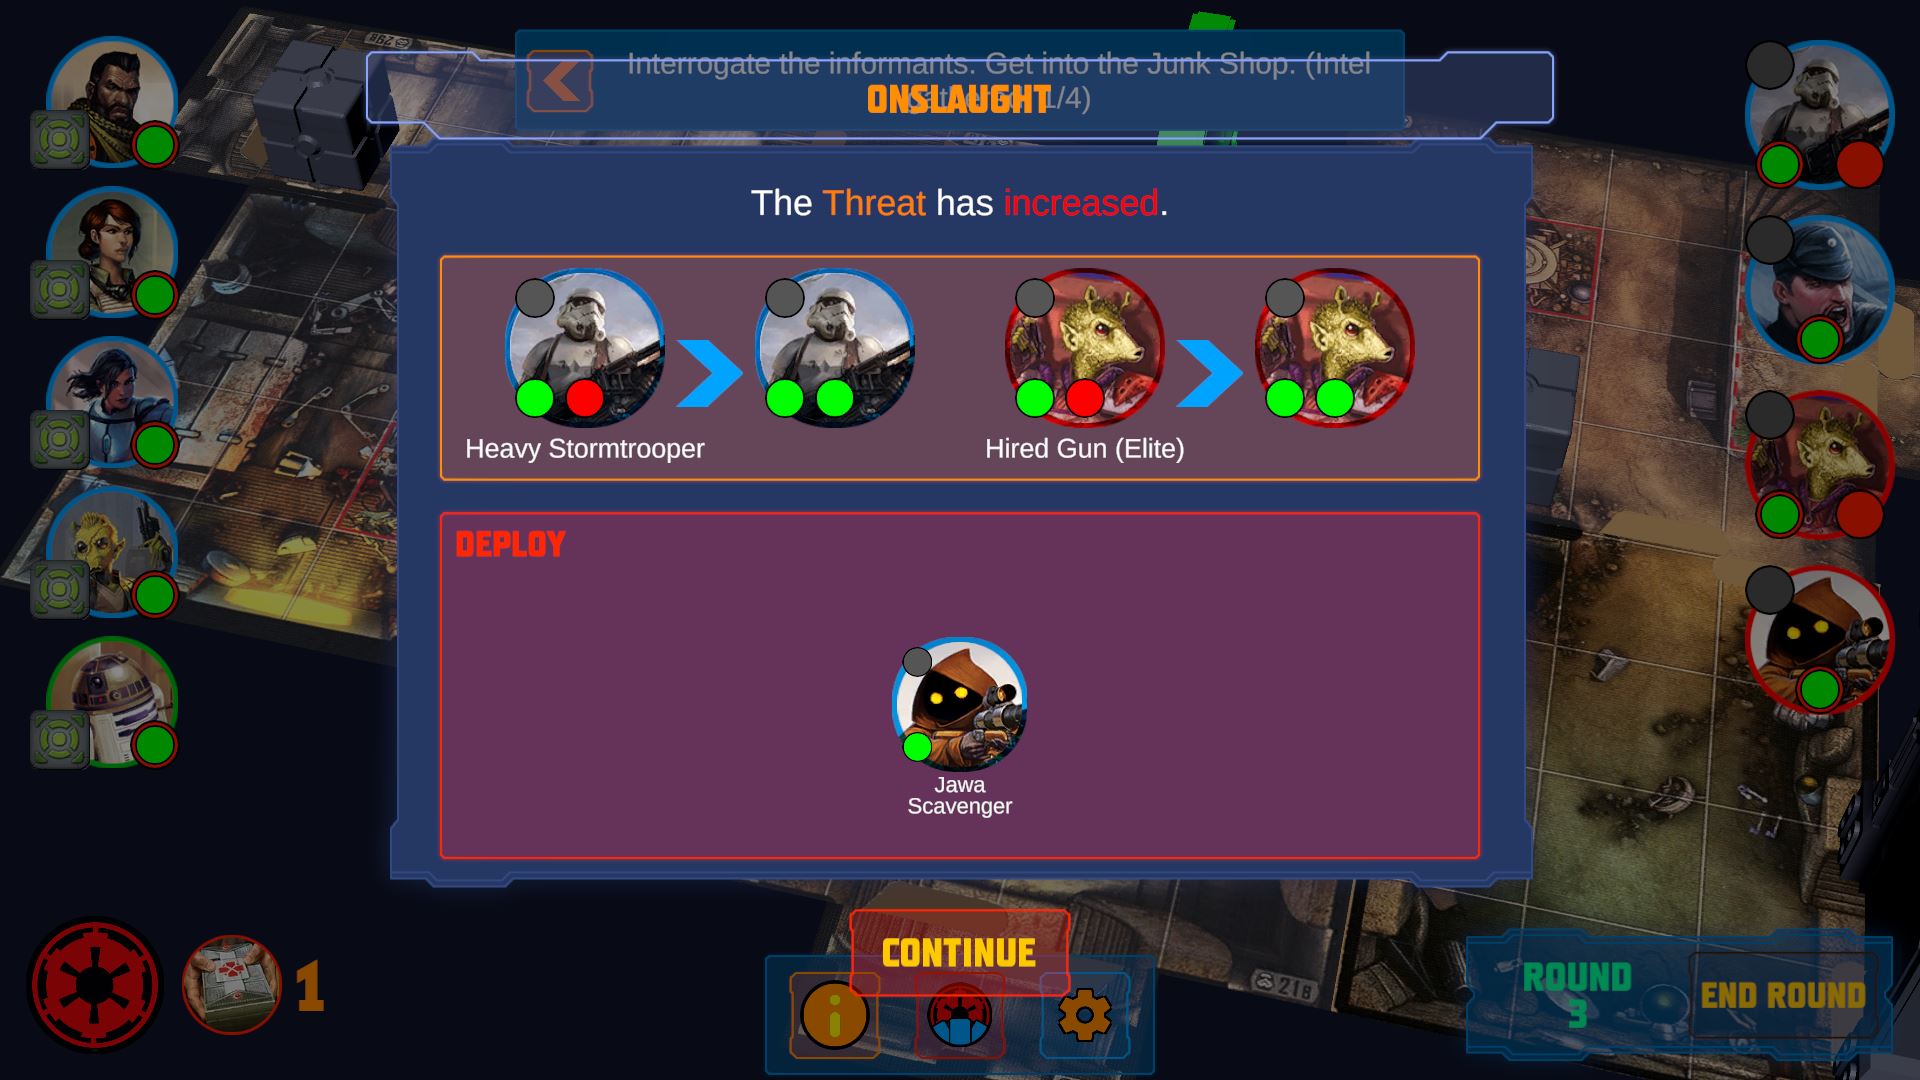 Interrogate the informants. Get into the Junk Shop. (Intel
1/4)
ONSLAUGHT
The Threat has increased.
Heavy Stormtrooper
Hired Gun (Elite)
DEPLOY
Jawa
Scavenger
CONTINUE
1
ROUND
3
END ROUND
21B